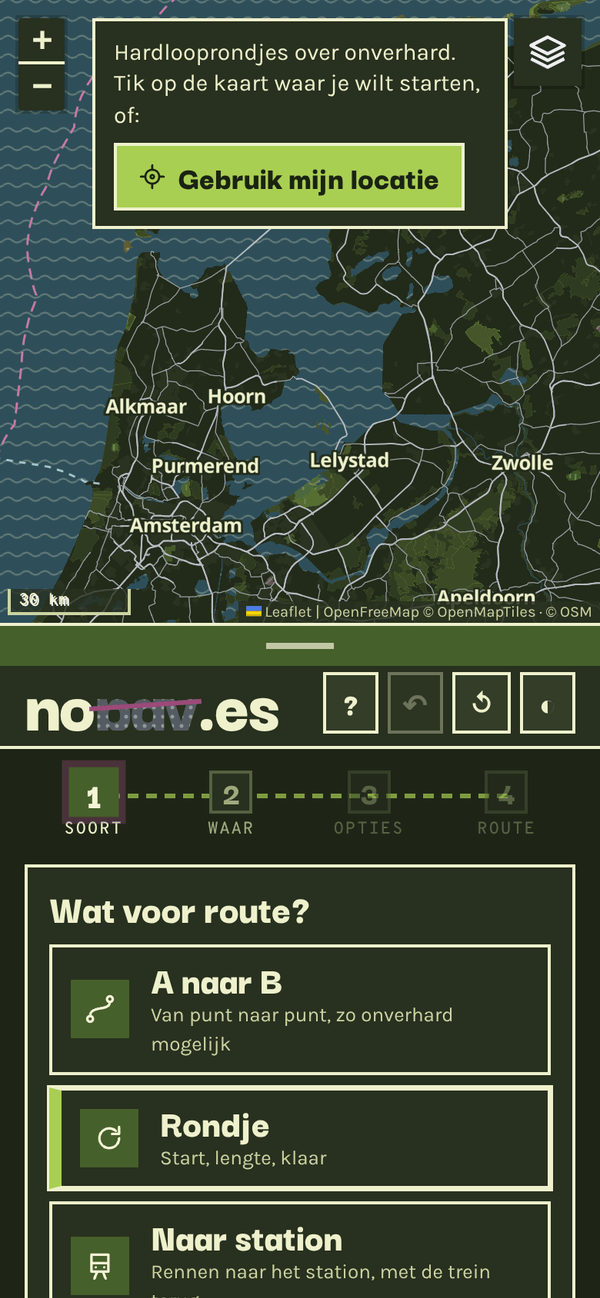 +
−
Hardlooprondjes over onverhard.
Tik op de kaart waar je wilt starten,
of:
Gebruik mijn locatie
Alkmaar
Hoorn
Purmerend
Lelystad
Zwolle
Amsterdam
Apeldoorn
30 km
Leaflet | OpenFreeMap © OpenMapTiles · © OSM
nopav.es
?
1
2
3
4
SOORT
WAAR
OPTIES
ROUTE
Wat voor route?
A naar B
Van punt naar punt, zo onverhard
mogelijk
Rondje
Start, lengte, klaar
Naar station
Rennen naar het station, met de trein